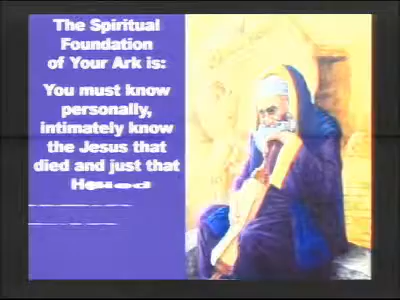 The Spiritual
Foundation
of Your Ark is:
You must know
personally,
intimately know
the Jesus that
died and just that